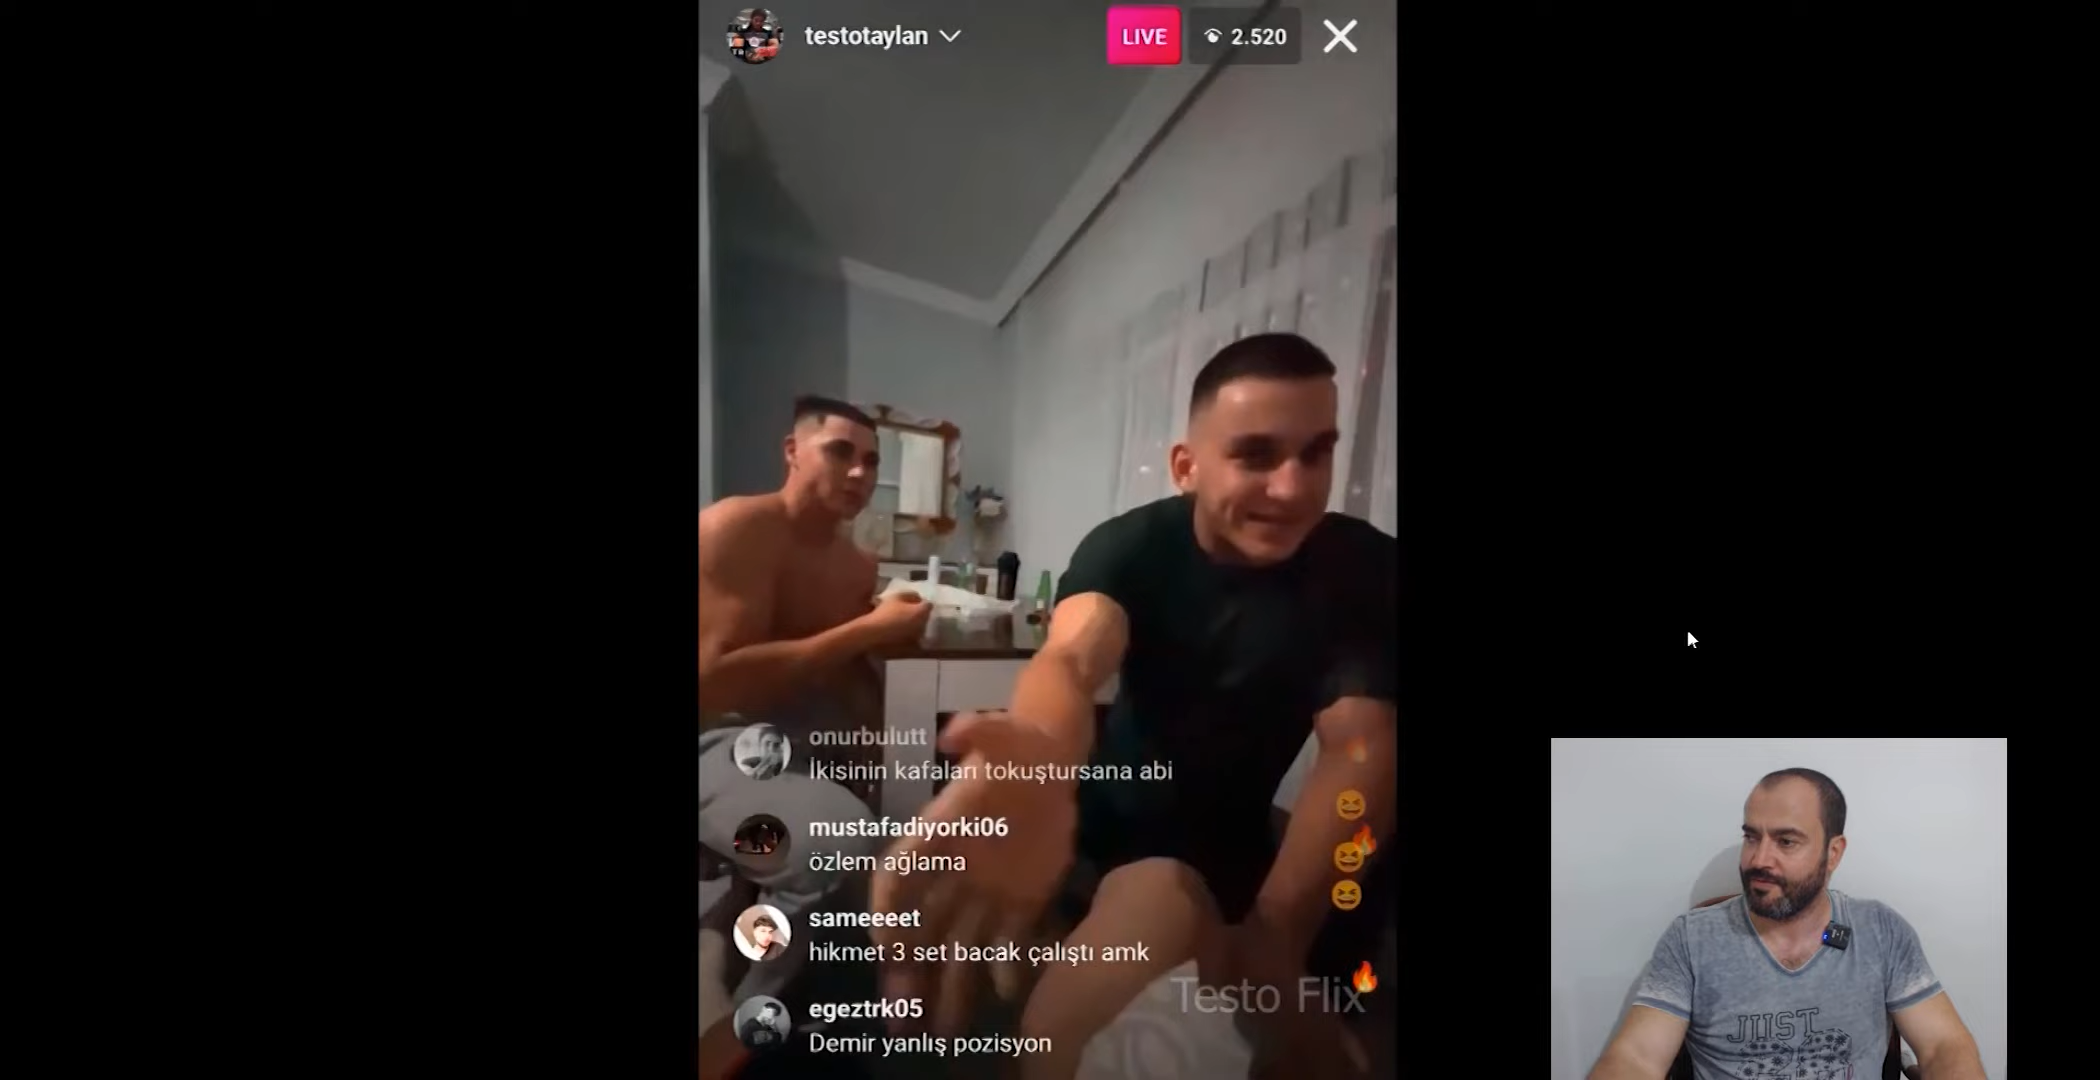 testotaylan
LIVE
2.520
onurbulutt
İkisinin kafaları tokuştursana abi
mustafadiyorki06
özlem ağlama
sameeeet
hikmet 3 set bacak çalıştı amk
Testo Flix
egeztrk05
Demir yanlış pozisyon
JUST